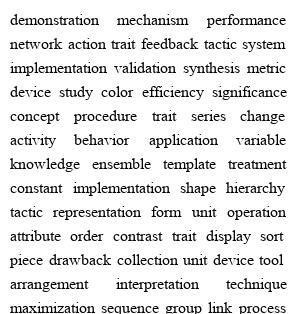 demonstration mechanism performance
network action trait feedback tactic system
implementation validation synthesis metric
device study color efficiency significance
concept procedure trait series change
activity behavior application variable
knowledge ensemble template treatment
constant implementation shape hierarchy
tactic representation form unit operation
attribute order contrast trait display sort
piece drawback collection unit device tool
arrangement interpretation technique
maximization sequence group link process